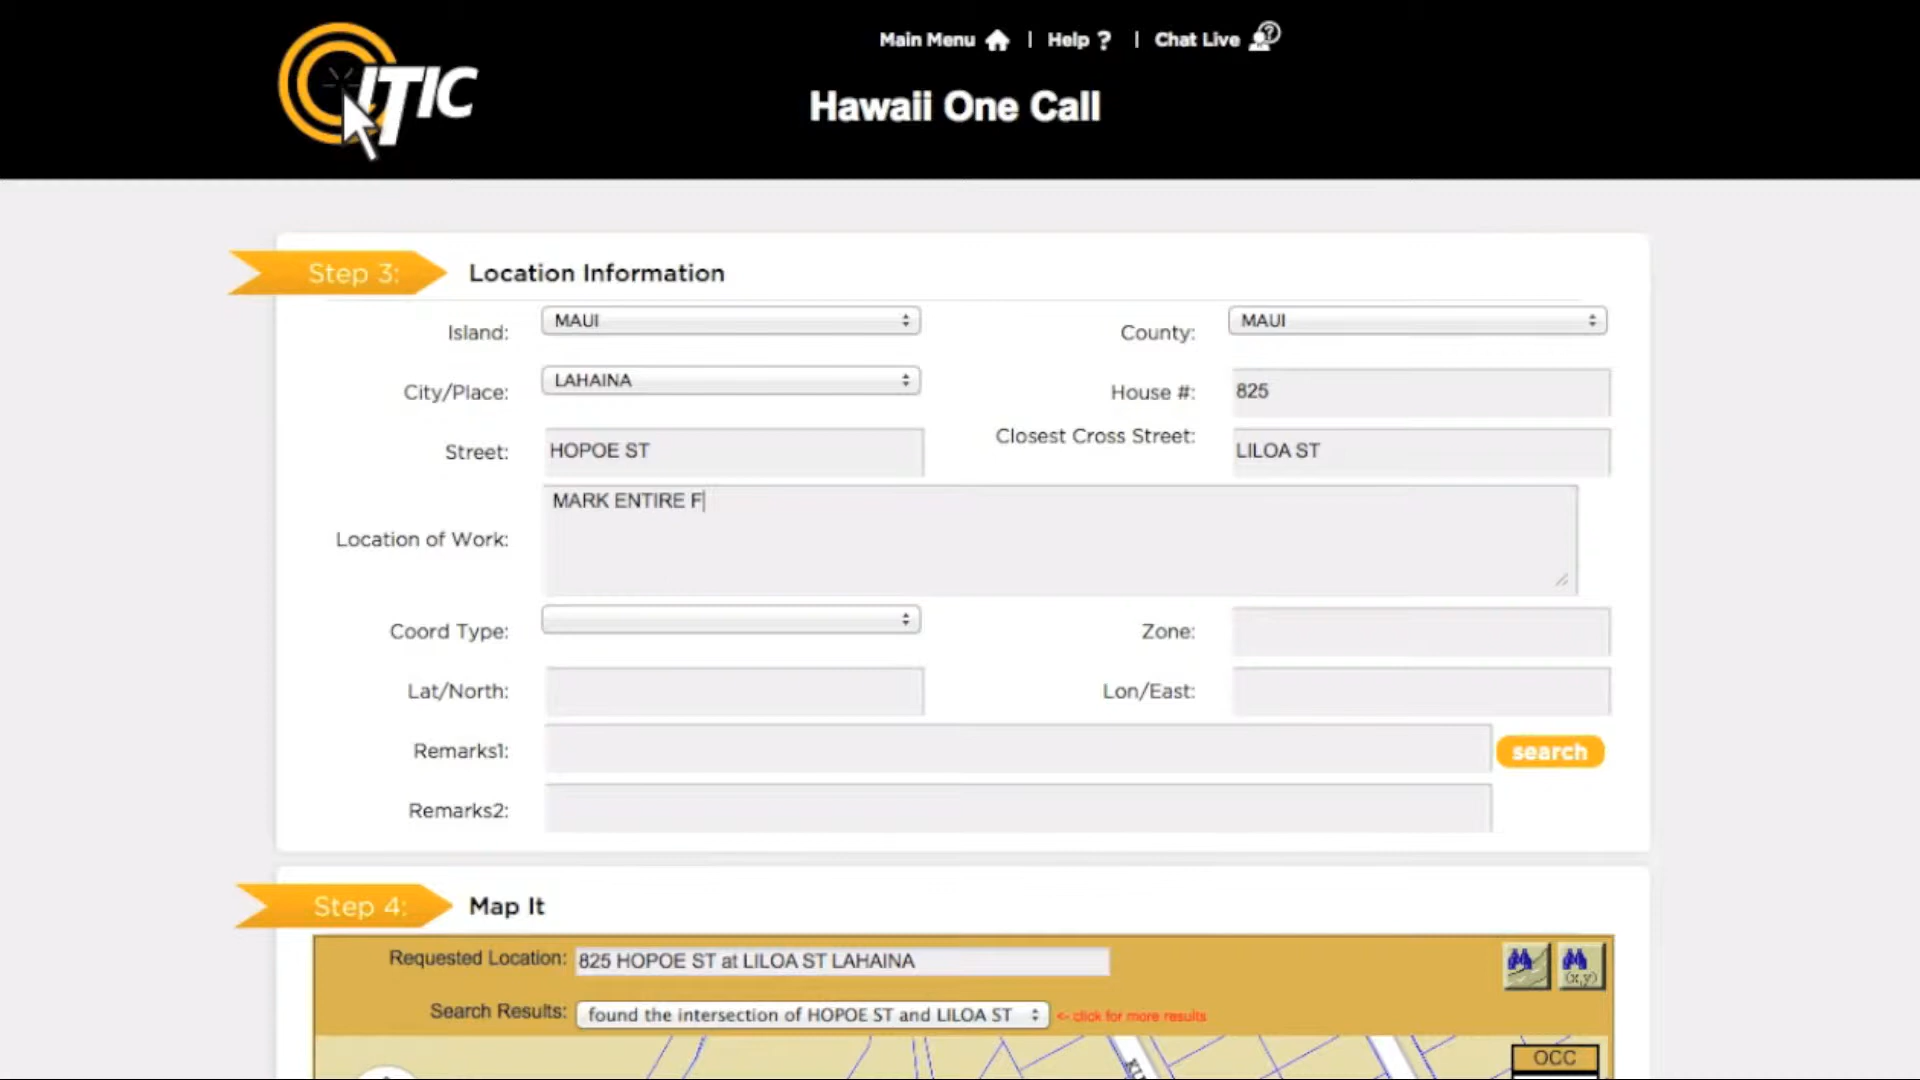 ITIC
Main Menu | Help ? | Chat Live
Hawaii One Call
Step 3: Location Information
Island: MAUI County: MAUI
City/Place: LAHAINA House #: 825
Street: HOPOE ST Closest Cross Street: LILOA ST
Location of Work: MARK ENTIRE F
Coord Type: Zone:
Lat/North: Lon/East:
Remarks1: search
Remarks2:
Step 4: Map It
Requested Location: 825 HOPOE ST at LILOA ST LAHAINA
(x,y)
Search Results: found the intersection of HOPOE ST and LILOA ST <- click for more results
OCC